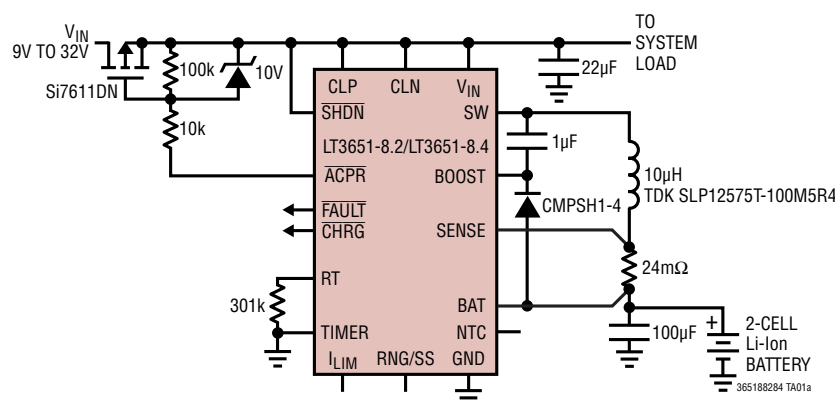 VIN
9V TO 32V
Si7611DN
100k
10V
10k
TO
SYSTEM
LOAD
22µF
CLP
CLN
VIN
SHDN
SW
LT3651-8.2/LT3651-8.4
1µF
ACPR
BOOST
10µH
TDK SLP12575T-100M5R4
FAULT
CMPSH1-4
CHRG
SENSE
RT
24mΩ
301k
BAT
TIMER
NTC
100µF
+
2-CELL
Li-Ion
BATTERY
ILIM
RNG/SS
GND
365188284 TA01a